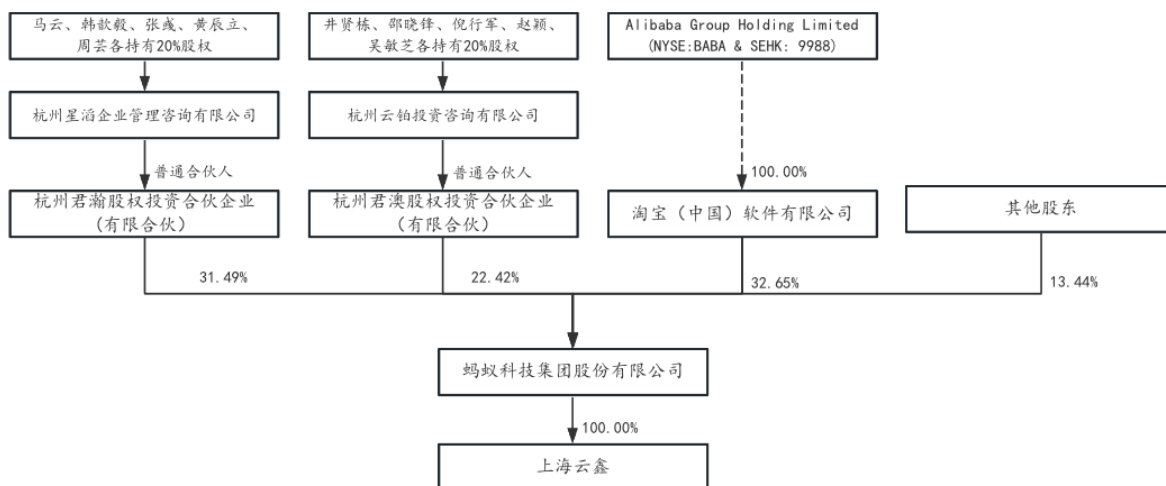 马云、韩歆毅、张彧、黄辰立、
周芸各持有20%股权
井贤栋、邵晓锋、倪行军、赵颖、
吴敏芝各持有20%股权
Alibaba Group Holding Limited
(NYSE:BABA & SEHK: 9988)
杭州星滔企业管理咨询有限公司
杭州云铂投资咨询有限公司
普通合伙人
普通合伙人
100.00%
杭州君瀚股权投资合伙企业
(有限合伙)
杭州君澳股权投资合伙企业
(有限合伙)
淘宝（中国）软件有限公司
其他股东
31.49%
22.42%
32.65%
13.44%
蚂蚁科技集团股份有限公司
100.00%
上海云鑫